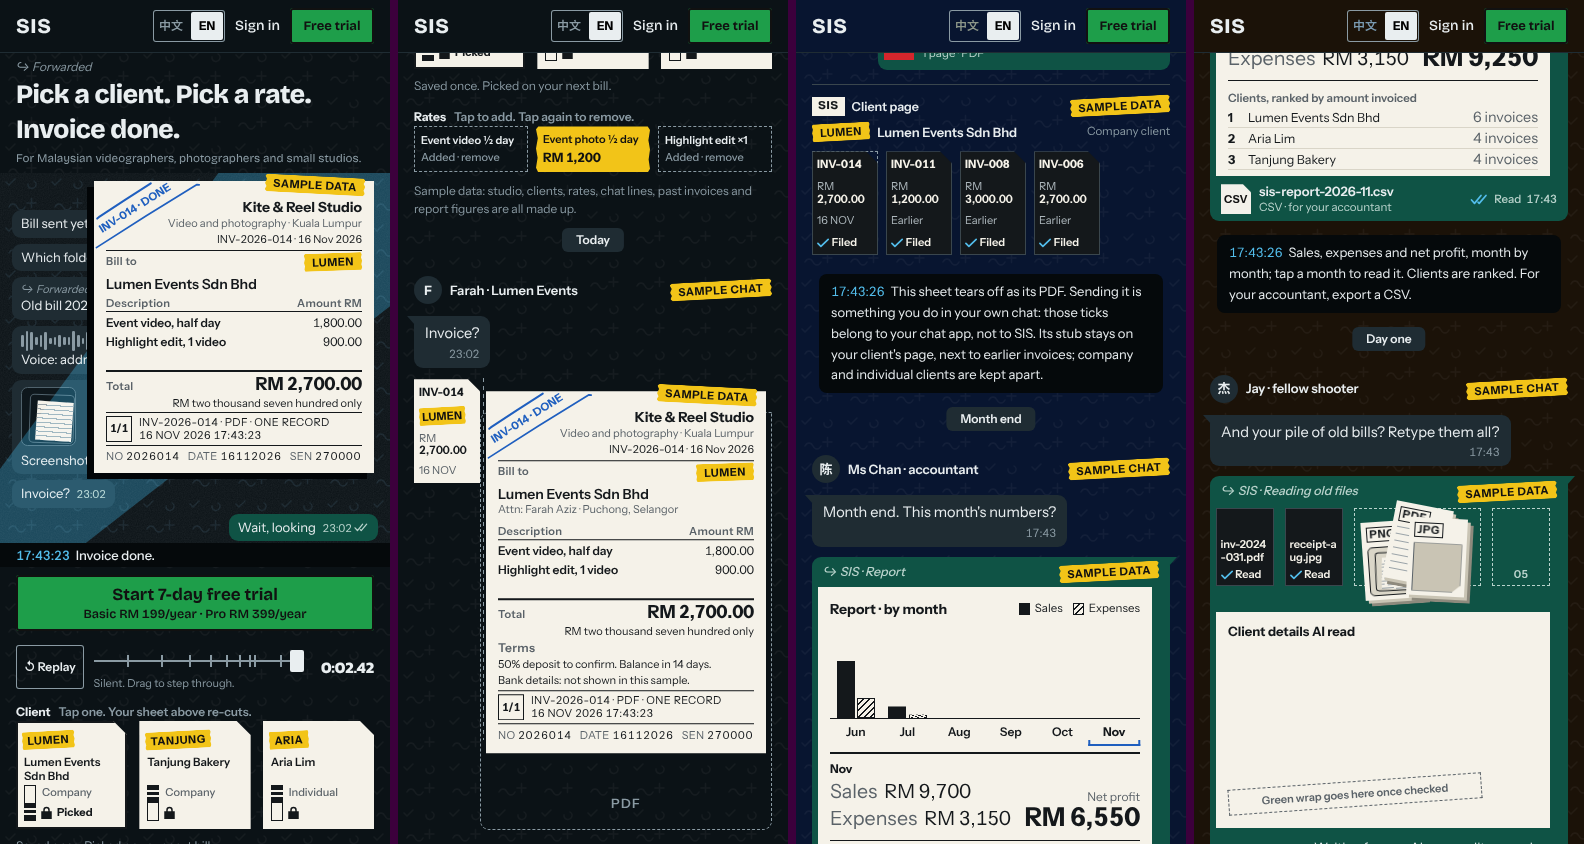 SIS
中文 EN Sign in Free trial
↪ Forwarded
Pick a client. Pick a rate.
Invoice done.
For Malaysian videographers, photographers and small studios.
Bill sent yet
Which fold
↪ Forwarded
Old bill 202
Voice: addr
Screenshot
Invoice? 23:02
SAMPLE DATA
INV-014 · DONE
Kite & Reel Studio
Video and photography · Kuala Lumpur
INV-2026-014 · 16 Nov 2026
Bill to LUMEN
Lumen Events Sdn Bhd
Description Amount RM
Event video, half day 1,800.00
Highlight edit, 1 video 900.00
Total RM 2,700.00
RM two thousand seven hundred only
1/1 INV-2026-014 · PDF · ONE RECORD
16 NOV 2026 17:43:23
NO 2026014 DATE 16112026 SEN 270000
Wait, looking 23:02
17:43:23 Invoice done.
Start 7-day free trial
Basic RM 199/year · Pro RM 399/year
Replay
0:02.42
Silent. Drag to step through.
Client Tap one. Your sheet above re-cuts.
LUMEN
Lumen Events
Sdn Bhd
Company
Picked
TANJUNG
Tanjung Bakery
Company
ARIA
Aria Lim
Individual
SIS
中文 EN Sign in Free trial
Picked
Saved once. Picked on your next bill.
Rates Tap to add. Tap again to remove.
Event video ½ day
Added · remove
Event photo ½ day
RM 1,200
Highlight edit ×1
Added · remove
Sample data: studio, clients, rates, chat lines, past invoices and
report figures are all made up.
Today
F Farah · Lumen Events SAMPLE CHAT
Invoice?
23:02
INV-014
LUMEN
RM
2,700.00
16 NOV
SAMPLE DATA
INV-014 · DONE
Kite & Reel Studio
Video and photography · Kuala Lumpur
INV-2026-014 · 16 Nov 2026
Bill to LUMEN
Lumen Events Sdn Bhd
Attn: Farah Aziz · Puchong, Selangor
Description Amount RM
Event video, half day 1,800.00
Highlight edit, 1 video 900.00
Total RM 2,700.00
RM two thousand seven hundred only
Terms
50% deposit to confirm. Balance in 14 days.
Bank details: not shown in this sample.
1/1 INV-2026-014 · PDF · ONE RECORD
16 NOV 2026 17:43:23
NO 2026014 DATE 16112026 SEN 270000
PDF
SIS
中文 EN Sign in Free trial
1 page · PDF
SIS Client page SAMPLE DATA
LUMEN Lumen Events Sdn Bhd Company client
INV-014
RM
2,700.00
16 NOV
Filed
INV-011
RM
1,200.00
Earlier
Filed
INV-008
RM
3,000.00
Earlier
Filed
INV-006
RM
2,700.00
Earlier
Filed
17:43:26 This sheet tears off as its PDF. Sending it is
something you do in your own chat: those ticks
belong to your chat app, not to SIS. Its stub stays on
your client's page, next to earlier invoices; company
and individual clients are kept apart.
Month end
陈 Ms Chan · accountant SAMPLE CHAT
Month end. This month's numbers?
17:43
↪ SIS · Report SAMPLE DATA
Report · by month Sales Expenses
Jun Jul Aug Sep Oct Nov
Nov
Sales RM 9,700
Net profit
Expenses RM 3,150 RM 6,550
SIS
中文 EN Sign in Free trial
Expenses RM 3,150 RM 9,250
Clients, ranked by amount invoiced
1 Lumen Events Sdn Bhd 6 invoices
2 Aria Lim 4 invoices
3 Tanjung Bakery 4 invoices
CSV sis-report-2026-11.csv
CSV · for your accountant
Read 17:43
17:43:26 Sales, expenses and net profit, month by
month; tap a month to read it. Clients are ranked. For
your accountant, export a CSV.
Day one
杰 Jay · fellow shooter SAMPLE CHAT
And your pile of old bills? Retype them all?
17:43
↪ SIS · Reading old files SAMPLE DATA
inv-2024
-031.pdf
Read
receipt-a
ug.jpg
Read
PDF
PNG
JPG
05
Client details AI read
Green wrap goes here once checked